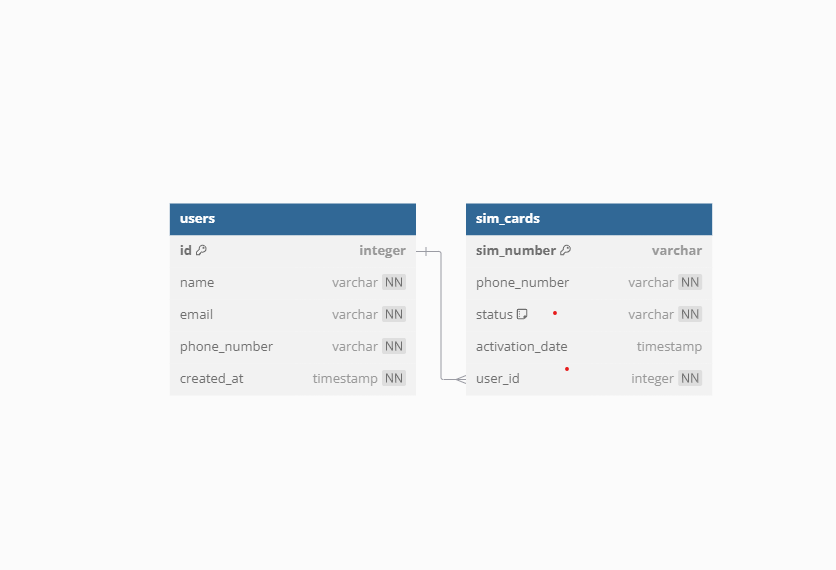 users
id integer
name varchar NN
email varchar NN
phone_number varchar NN
created_at timestamp NN
sim_cards
sim_number varchar
phone_number varchar NN
status varchar NN
activation_date timestamp
user_id integer NN